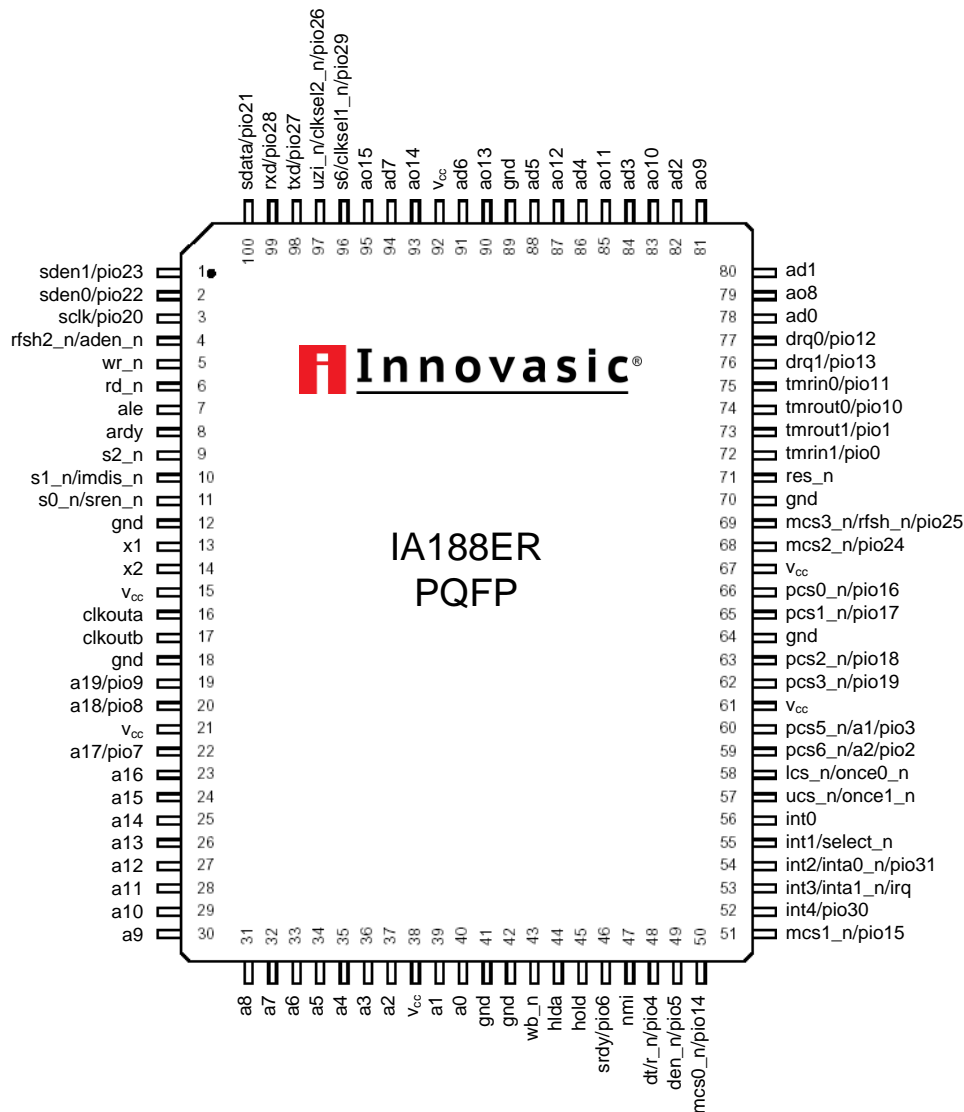 sdata/pio21
rxd/pio28
txd/pio27
uzi_n/clksel2_n/pio26
s6/clksel1_n/pio29
ao15
ad7
ao14
vcc
ad6
ao13
gnd
ad5
ao12
ad4
ao11
ad3
ao10
ad2
ao9
100
99
98
97
96
95
94
93
92
91
90
89
88
87
86
85
84
83
82
81
sden1/pio23 1
sden0/pio22 2
sclk/pio20 3
rfsh2_n/aden_n 4
wr_n 5
rd_n 6
ale 7
ardy 8
s2_n 9
s1_n/imdis_n 10
s0_n/sren_n 11
gnd 12
x1 13
x2 14
vcc 15
clkouta 16
clkoutb 17
gnd 18
a19/pio9 19
a18/pio8 20
vcc 21
a17/pio7 22
a16 23
a15 24
a14 25
a13 26
a12 27
a11 28
a10 29
a9 30
i Innovasic®
IA188ER
PQFP
80 ad1
79 ao8
78 ad0
77 drq0/pio12
76 drq1/pio13
75 tmrin0/pio11
74 tmrout0/pio10
73 tmrout1/pio1
72 tmrin1/pio0
71 res_n
70 gnd
69 mcs3_n/rfsh_n/pio25
68 mcs2_n/pio24
67 vcc
66 pcs0_n/pio16
65 pcs1_n/pio17
64 gnd
63 pcs2_n/pio18
62 pcs3_n/pio19
61 vcc
60 pcs5_n/a1/pio3
59 pcs6_n/a2/pio2
58 lcs_n/once0_n
57 ucs_n/once1_n
56 int0
55 int1/select_n
54 int2/inta0_n/pio31
53 int3/inta1_n/irq
52 int4/pio30
51 mcs1_n/pio15
31
32
33
34
35
36
37
38
39
40
41
42
43
44
45
46
47
48
49
50
a8
a7
a6
a5
a4
a3
a2
vcc
a1
a0
gnd
gnd
wb_n
hlda
hold
srdy/pio6
nmi
dt/r_n/pio4
den_n/pio5
mcs0_n/pio14